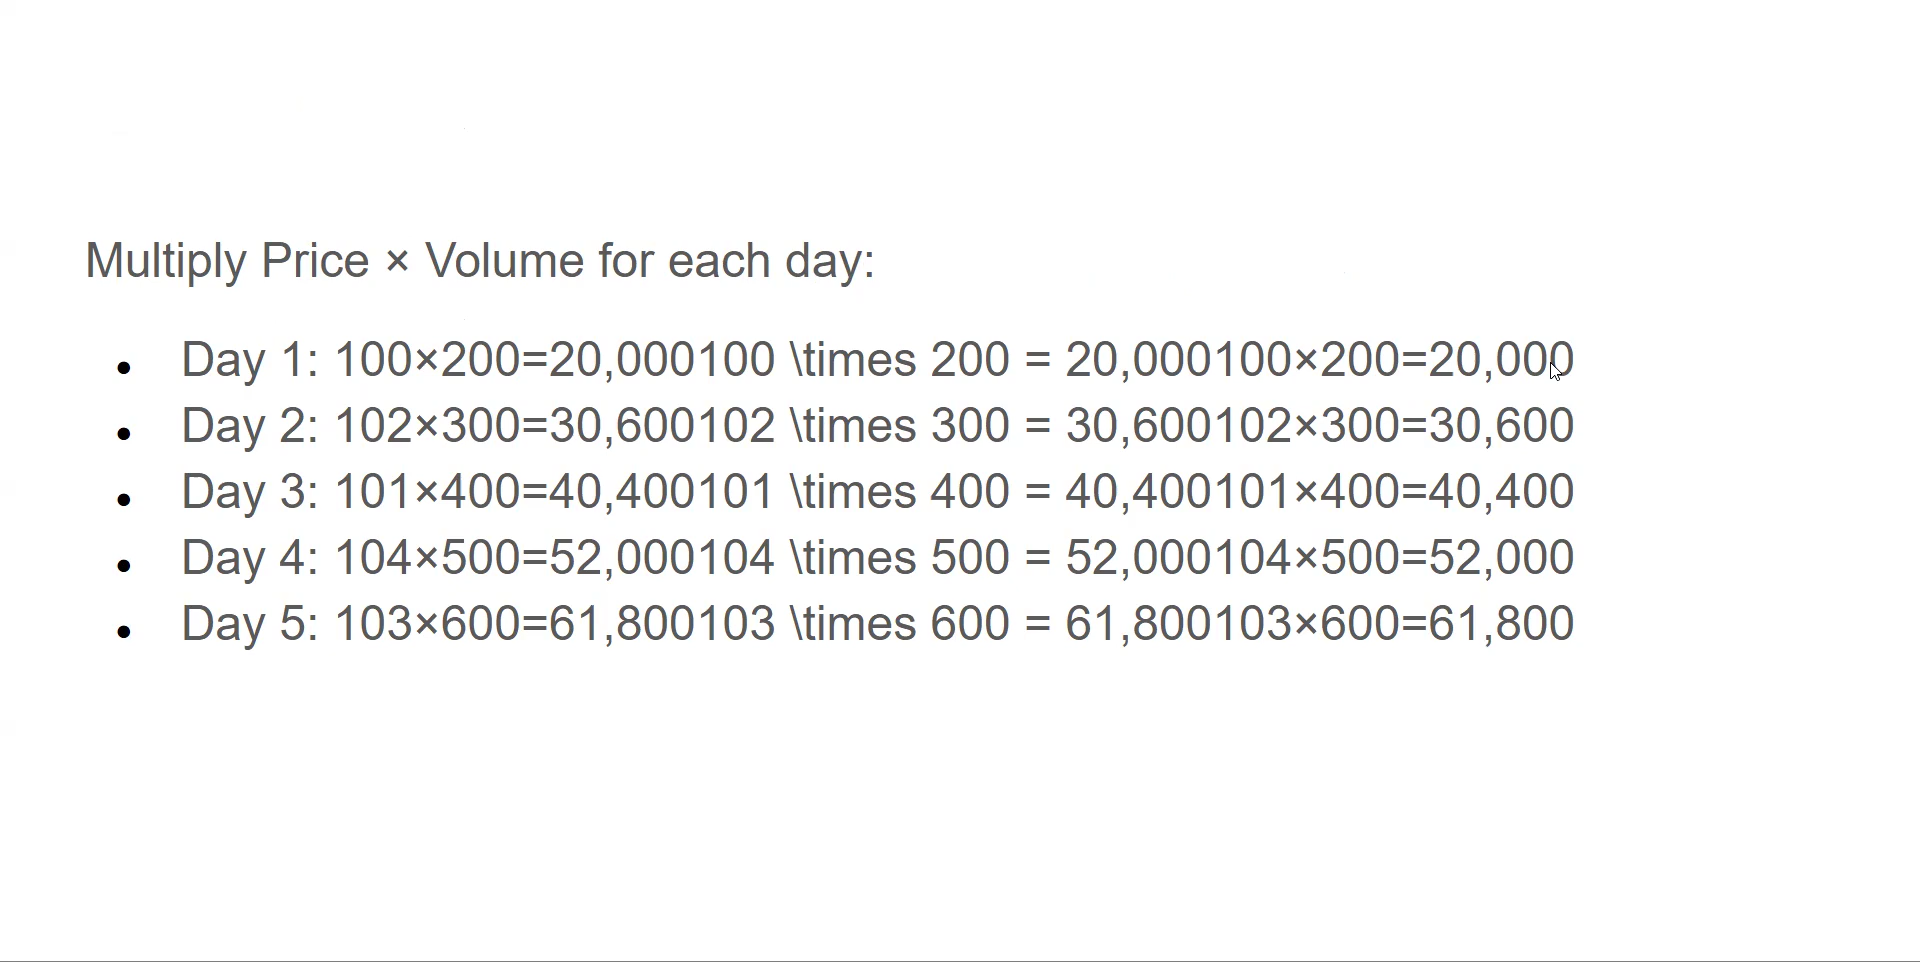 Multiply Price × Volume for each day:
• Day 1: 100×200=20,000100 \times 200 = 20,000100×200=20,000
• Day 2: 102×300=30,600102 \times 300 = 30,600102×300=30,600
• Day 3: 101×400=40,400101 \times 400 = 40,400101×400=40,400
• Day 4: 104×500=52,000104 \times 500 = 52,000104×500=52,000
• Day 5: 103×600=61,800103 \times 600 = 61,800103×600=61,800